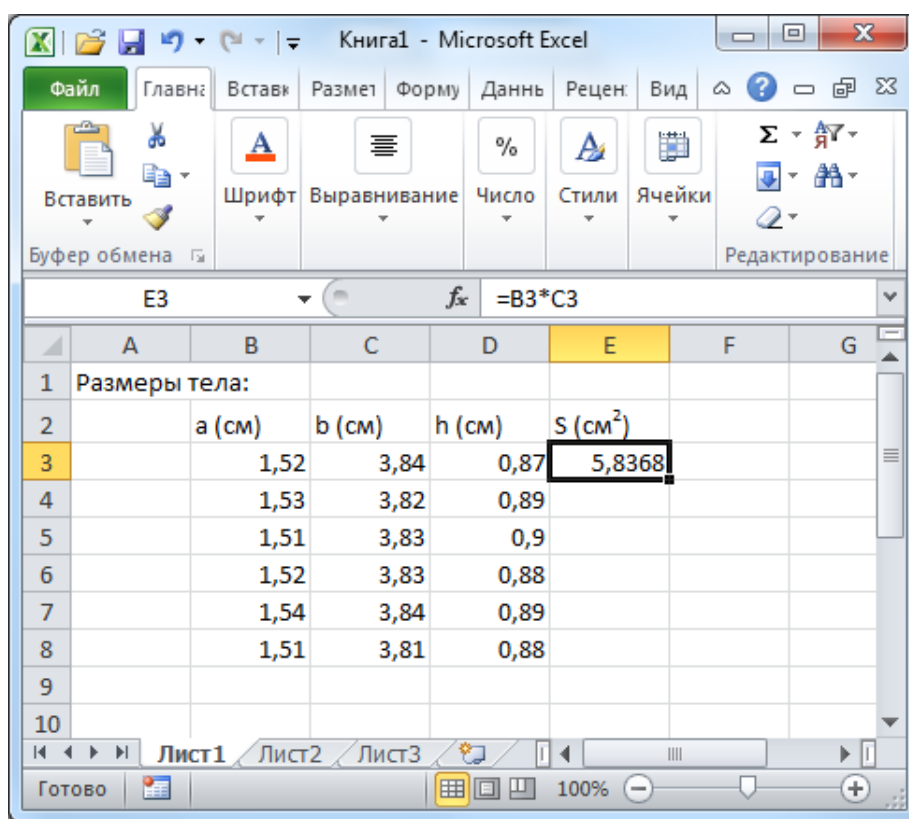 Книга1 - Microsoft Excel
Файл Главна Вставк Размет Форму Даннь Рецен Вид
Вставить Шрифт Выравнивание Число Стили Ячейки
Буфер обмена Редактирование
E3 fx =B3*C3
A B C D E F G
1 Размеры тела:
2 a (см) b (см) h (см) S (см²)
3 1,52 3,84 0,87 5,8368
4 1,53 3,82 0,89
5 1,51 3,83 0,9
6 1,52 3,83 0,88
7 1,54 3,84 0,89
8 1,51 3,81 0,88
9
10
Лист1 Лист2 Лист3
Готово 100%